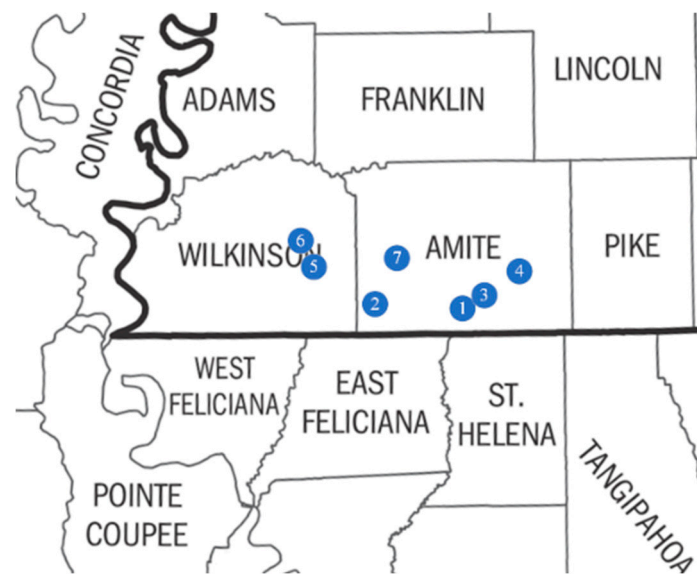 CONCORDIA
ADAMS
FRANKLIN
LINCOLN
WILKINSON
6
5
7
AMITE
4
3
2
1
PIKE
WEST
FELICIANA
EAST
FELICIANA
ST.
HELENA
POINTE
COUPEE
TANGIPAHOA